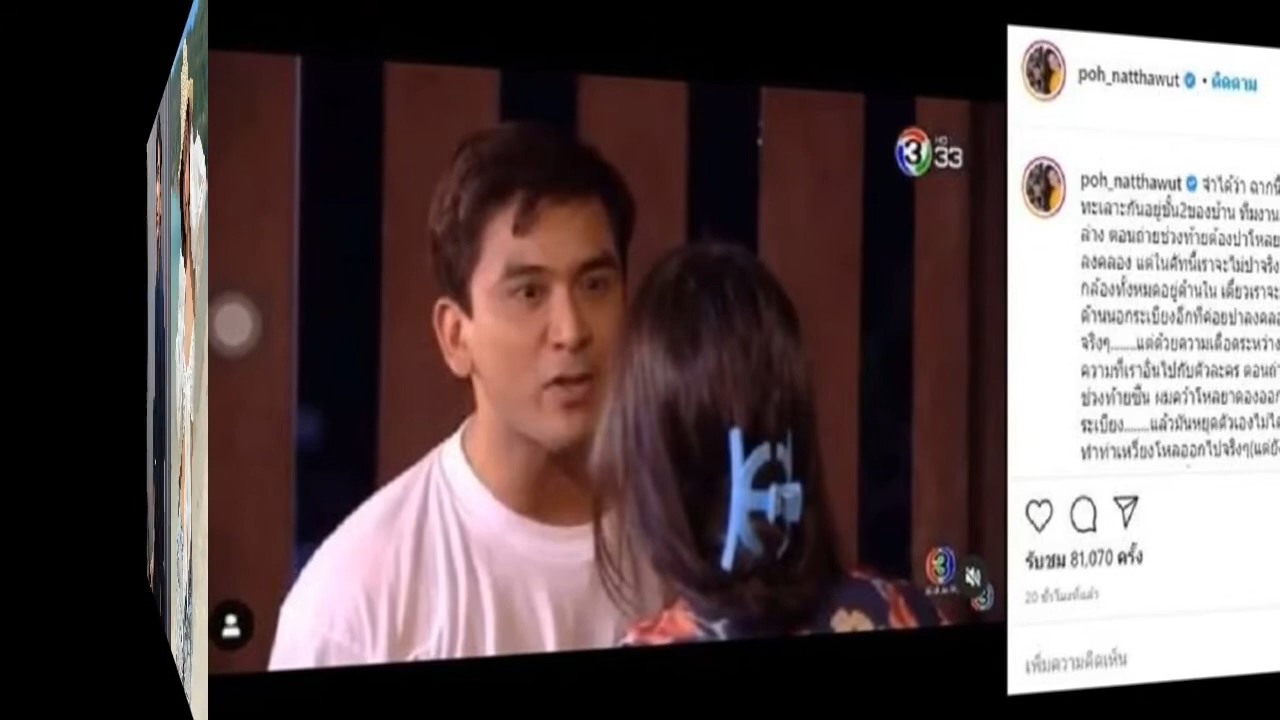 3 HD 33
poh_natthawut • ติดตาม
poh_natthawut จำได้ว่า ฉากนี้
ทะเลาะกันอยู่ชั้น2ของบ้าน ทีมงาน
ล่าง ตอนถ่ายช่วงท้ายต้องปาโหลย
ลงคลอง แต่ในคัทนี้เราจะไม่ปาจริง
กล้องทั้งหมดอยู่ด้านใน เดี๋ยวเราจะ
ด้านนอกระเบียงอีกทีค่อยปาลงคลอ
จริงๆ........แต่ด้วยความเดือดระหว่าง
ความที่เราอินไปกับตัวละคร ตอนถ่า
ช่วงท้ายซีน ผมคว้าโหลยาดองออก
ระเบียง.......แล้วมันหยุดตัวเองไม่ได้
ทำท่าเหวี่ยงโหลออกไปจริงๆ(แต่ยัง
รับชม 81,070 ครั้ง
20 ชั่วโมงที่แล้ว
เพิ่มความคิดเห็น
3
3